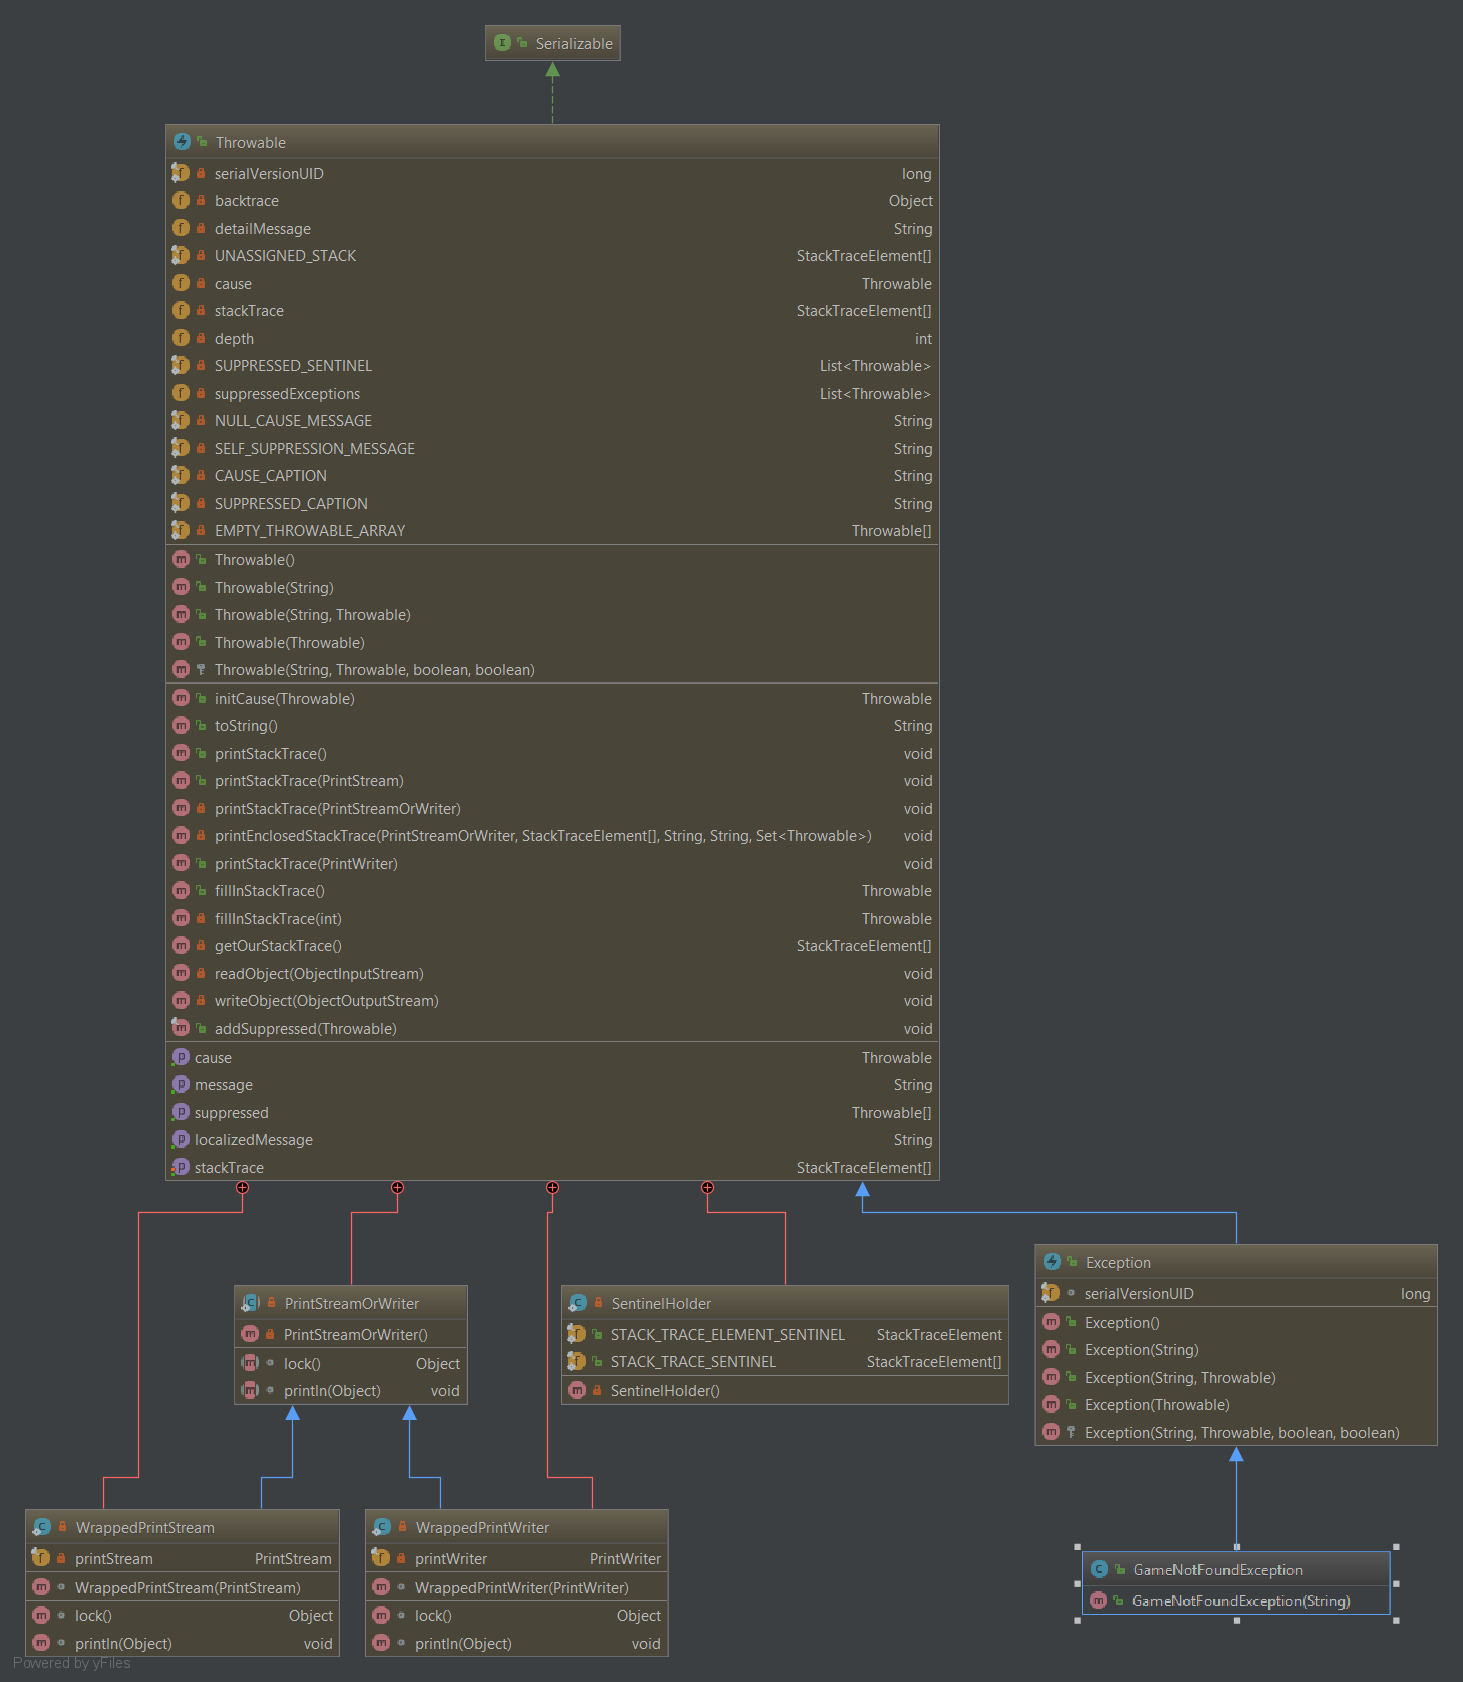 Serializable
Throwable
serialVersionUID long
backtrace Object
detailMessage String
UNASSIGNED_STACK StackTraceElement[]
cause Throwable
stackTrace StackTraceElement[]
depth int
SUPPRESSED_SENTINEL List<Throwable>
suppressedExceptions List<Throwable>
NULL_CAUSE_MESSAGE String
SELF_SUPPRESSION_MESSAGE String
CAUSE_CAPTION String
SUPPRESSED_CAPTION String
EMPTY_THROWABLE_ARRAY Throwable[]
Throwable()
Throwable(String)
Throwable(String, Throwable)
Throwable(Throwable)
Throwable(String, Throwable, boolean, boolean)
initCause(Throwable) Throwable
toString() String
printStackTrace() void
printStackTrace(PrintStream) void
printStackTrace(PrintStreamOrWriter) void
printEnclosedStackTrace(PrintStreamOrWriter, StackTraceElement[], String, String, Set<Throwable>) void
printStackTrace(PrintWriter) void
fillInStackTrace() Throwable
fillInStackTrace(int) Throwable
getOurStackTrace() StackTraceElement[]
readObject(ObjectInputStream) void
writeObject(ObjectOutputStream) void
addSuppressed(Throwable) void
cause Throwable
message String
suppressed Throwable[]
localizedMessage String
stackTrace StackTraceElement[]
Exception
serialVersionUID long
Exception()
Exception(String)
Exception(String, Throwable)
Exception(Throwable)
Exception(String, Throwable, boolean, boolean)
PrintStreamOrWriter
PrintStreamOrWriter()
lock() Object
println(Object) void
SentinelHolder
STACK_TRACE_ELEMENT_SENTINEL StackTraceElement
STACK_TRACE_SENTINEL StackTraceElement[]
SentinelHolder()
WrappedPrintStream
printStream PrintStream
WrappedPrintStream(PrintStream)
lock() Object
println(Object) void
WrappedPrintWriter
printWriter PrintWriter
WrappedPrintWriter(PrintWriter)
lock() Object
println(Object) void
GameNotFoundException
GameNotFoundException(String)
Powered by yFiles